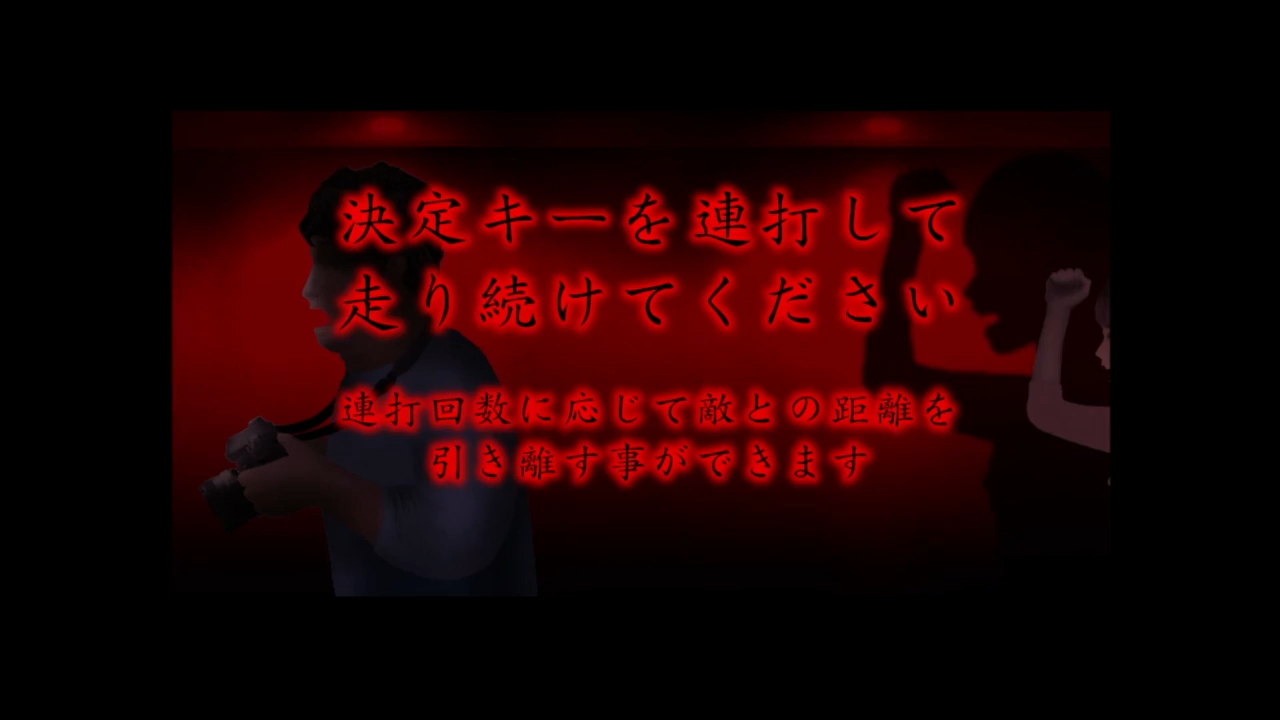 決定キーを連打して
走り続けてください
連打回数に応じて敵との距離を
引き離す事ができます